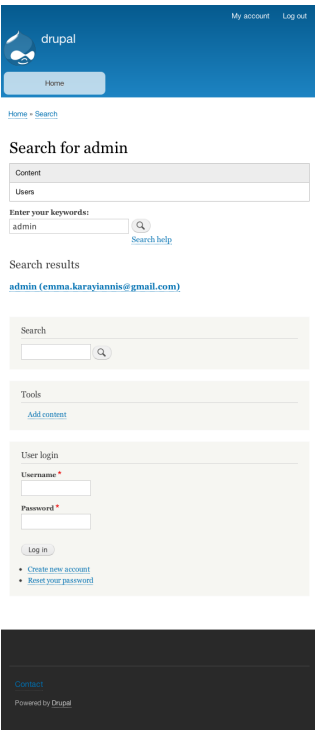 My account Log out
drupal
Home
Home » Search
Search for admin
Content
Users
Enter your keywords:
admin
Search help
Search results
admin (emma.karayiannis@gmail.com)
Search
Tools
Add content
User login
Username *
Password *
Log in
• Create new account
• Reset your password
Contact
Powered by Drupal